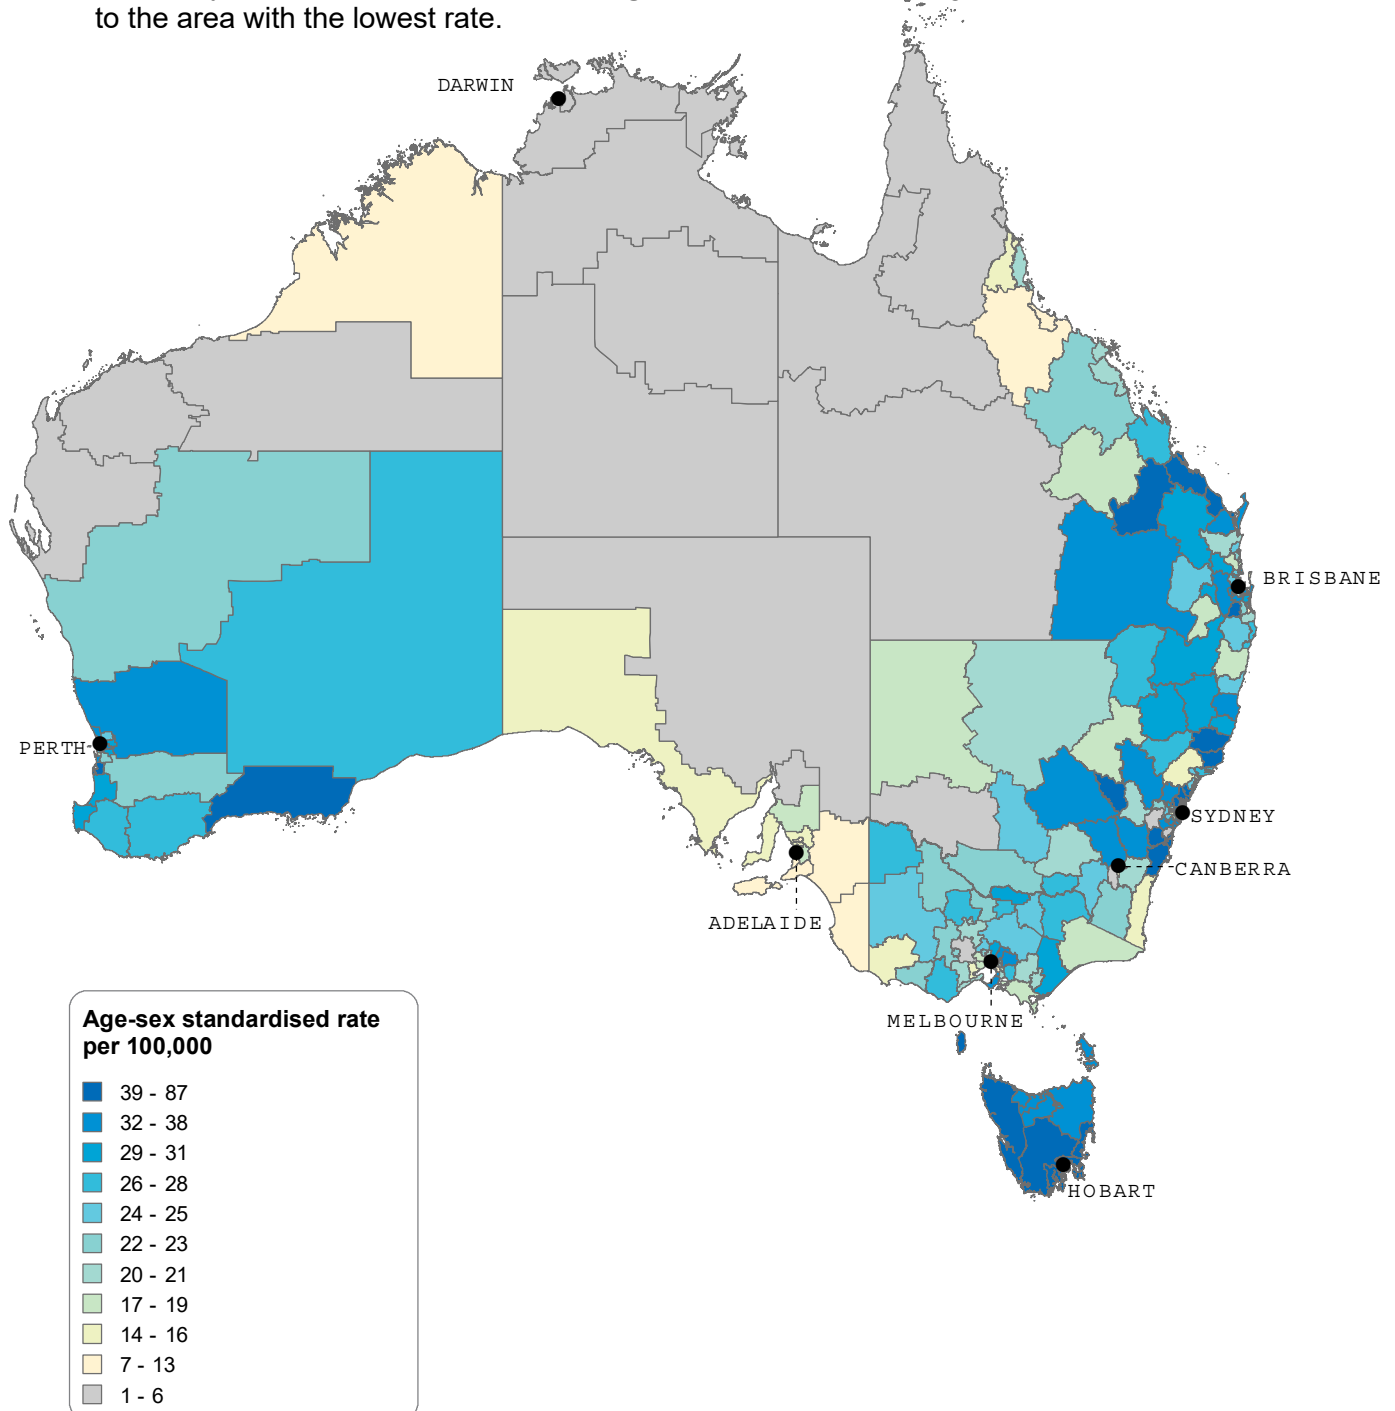 to the area with the lowest rate.
DARWIN
BRISBANE
PERTH
SYDNEY
CANBERRA
ADELAIDE
MELBOURNE
HOBART
Age-sex standardised rate
per 100,000
39 - 87
32 - 38
29 - 31
26 - 28
24 - 25
22 - 23
20 - 21
17 - 19
14 - 16
7 - 13
1 - 6